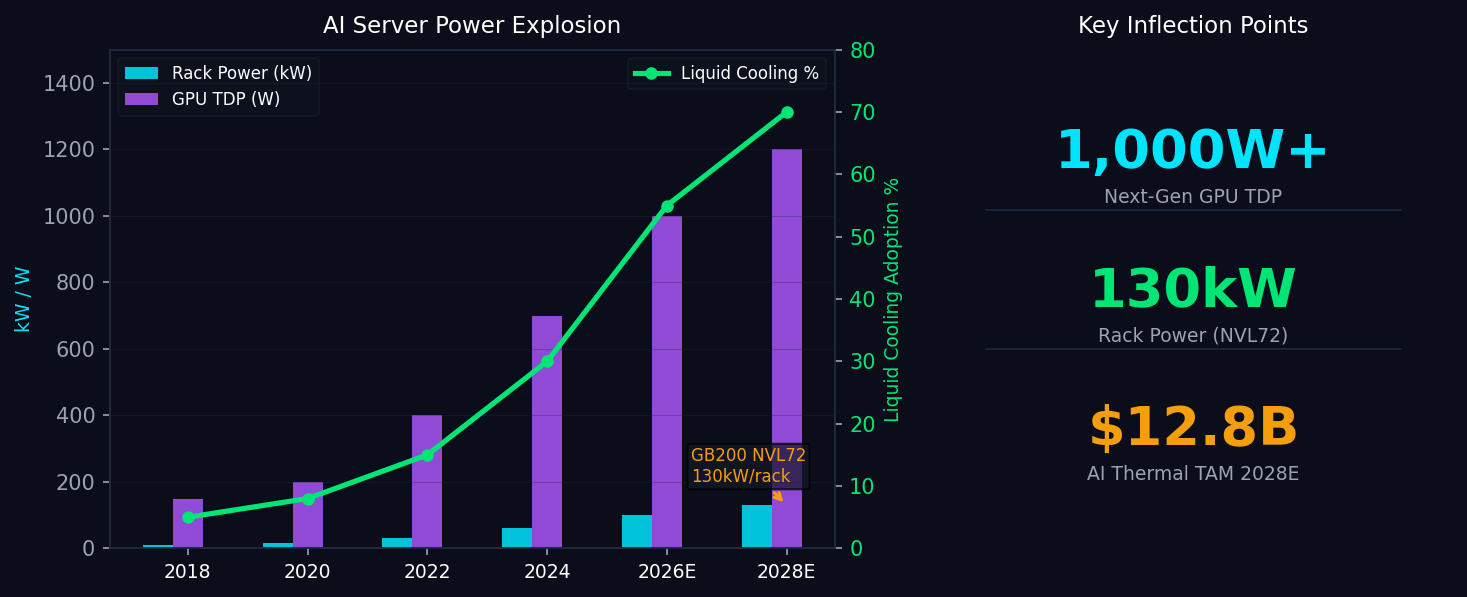 AI Server Power Explosion
Key Inflection Points
Rack Power (kW)
GPU TDP (W)
Liquid Cooling %
kW / W
1400
1200
1000
800
600
400
200
0
80
70
60
50
40
30
20
10
0
Liquid Cooling Adoption %
GB200 NVL72
130kW/rack
2018
2020
2022
2024
2026E
2028E
1,000W+
Next-Gen GPU TDP
130kW
Rack Power (NVL72)
$12.8B
AI Thermal TAM 2028E